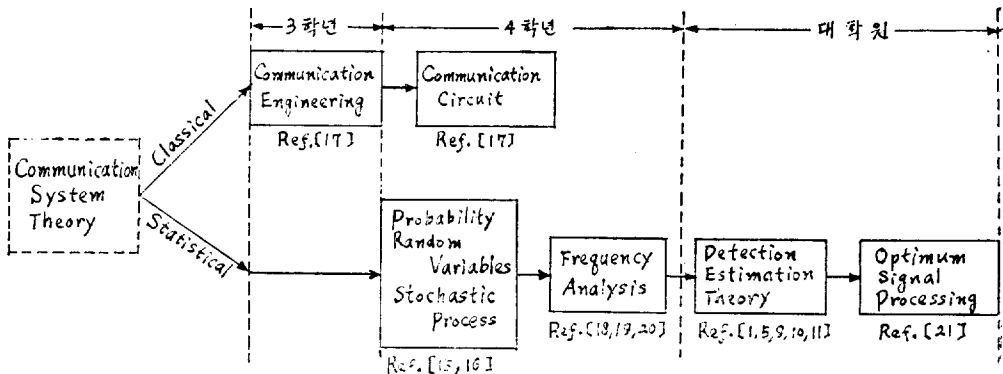 3학년
4학년
대학원
Communication
Engineering
Ref.[17]
Communication
Circuit
Ref.[17]
Classical
Communication
System
Theory
Statistical
Probability
Random
Variables
Stochastic
Process
Ref.[15,16]
Frequency
Analysis
Ref.[18,19,20]
Detection
Estimation
Theory
Ref.[1,5,9,10,11]
Optimum
Signal
Processing
Ref.[21]